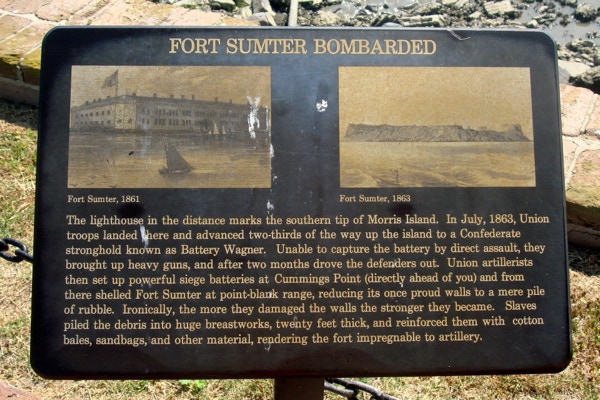 FORT SUMTER BOMBARDED
Fort Sumter, 1861
Fort Sumter, 1863
The lighthouse in the distance marks the southern tip of Morris Island. In July, 1863, Union
troops landed there and advanced two-thirds of the way up the island to a Confederate
stronghold known as Battery Wagner. Unable to capture the battery by direct assault, they
brought up heavy guns, and after two months drove the defenders out. Union artillerists
then set up powerful siege batteries at Cummings Point (directly ahead of you) and from
there shelled Fort Sumter at point-blank range, reducing its once proud walls to a mere pile
of rubble. Ironically, the more they damaged the walls the stronger they became. Slaves
piled the debris into huge breastworks, twenty feet thick, and reinforced them with cotton
bales, sandbags, and other material, rendering the fort impregnable to artillery.